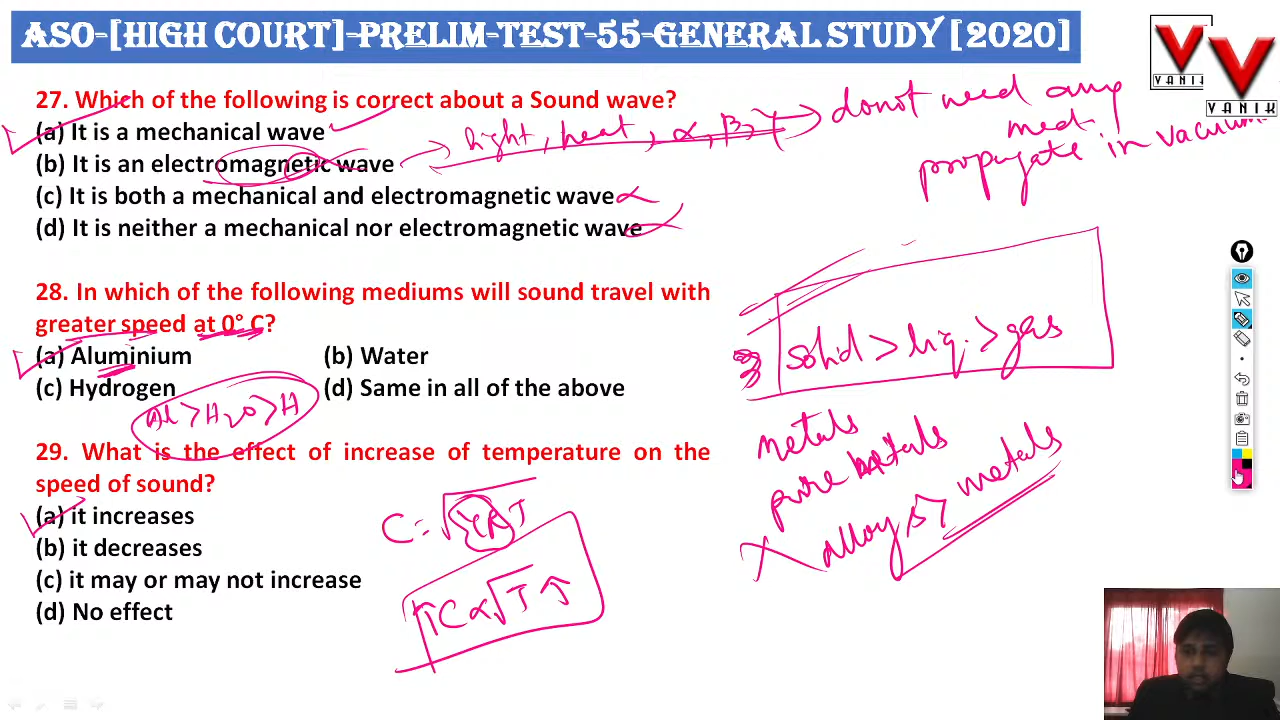 ASO-[HIGH COURT]-PRELIM-TEST-55-GENERAL STUDY [2020]
VANIK
VANIK
27. Which of the following is correct about a Sound wave?
(a) It is a mechanical wave
(b) It is an electromagnetic wave
(c) It is both a mechanical and electromagnetic wave
(d) It is neither a mechanical nor electromagnetic wave
light, heat, α, β, γ
do not need any
med.
propagate in vacuum
28. In which of the following mediums will sound travel with
greater speed at 0° C?
(a) Aluminium (b) Water
(c) Hydrogen (d) Same in all of the above
Al > H2O > H
solid > liq. > gas
metals
pure metals
alloys > metals
29. What is the effect of increase of temperature on the
speed of sound?
(a) it increases
(b) it decreases
(c) it may or may not increase
(d) No effect
C = √γRT
↑C ∝ √T ↑